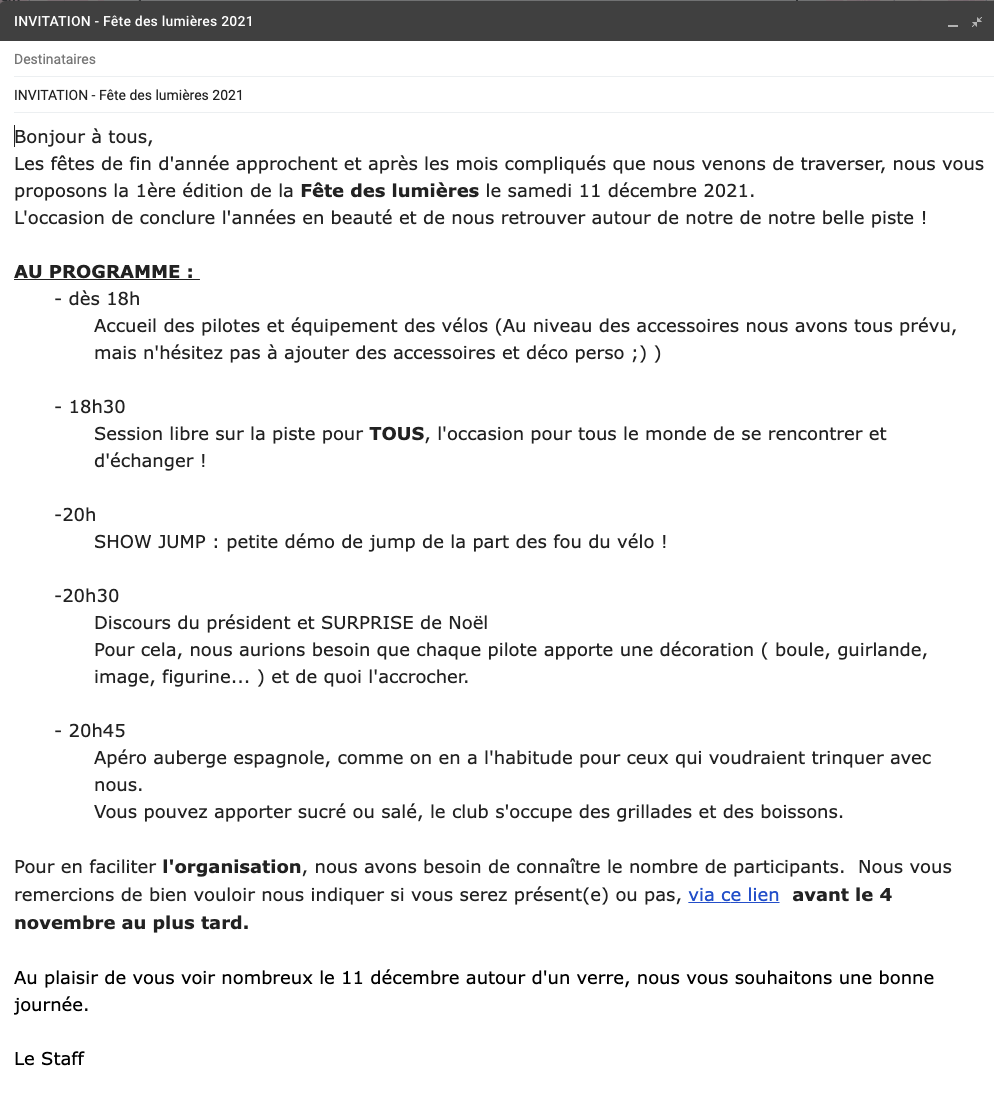 INVITATION - Fête des lumières 2021
Destinataires
INVITATION - Fête des lumières 2021
Bonjour à tous,
Les fêtes de fin d'année approchent et après les mois compliqués que nous venons de traverser, nous vous
proposons la 1ère édition de la Fête des lumières le samedi 11 décembre 2021.
L'occasion de conclure l'années en beauté et de nous retrouver autour de notre de notre belle piste !
AU PROGRAMME :
- dès 18h
Accueil des pilotes et équipement des vélos (Au niveau des accessoires nous avons tous prévu,
mais n'hésitez pas à ajouter des accessoires et déco perso ;) )
- 18h30
Session libre sur la piste pour TOUS, l'occasion pour tous le monde de se rencontrer et
d'échanger !
-20h
SHOW JUMP : petite démo de jump de la part des fou du vélo !
-20h30
Discours du président et SURPRISE de Noël
Pour cela, nous aurions besoin que chaque pilote apporte une décoration ( boule, guirlande,
image, figurine... ) et de quoi l'accrocher.
- 20h45
Apéro auberge espagnole, comme on en a l'habitude pour ceux qui voudraient trinquer avec
nous.
Vous pouvez apporter sucré ou salé, le club s'occupe des grillades et des boissons.
Pour en faciliter l'organisation, nous avons besoin de connaître le nombre de participants.  Nous vous
remercions de bien vouloir nous indiquer si vous serez présent(e) ou pas, via ce lien  avant le 4
novembre au plus tard.
Au plaisir de vous voir nombreux le 11 décembre autour d'un verre, nous vous souhaitons une bonne
journée.
Le Staff